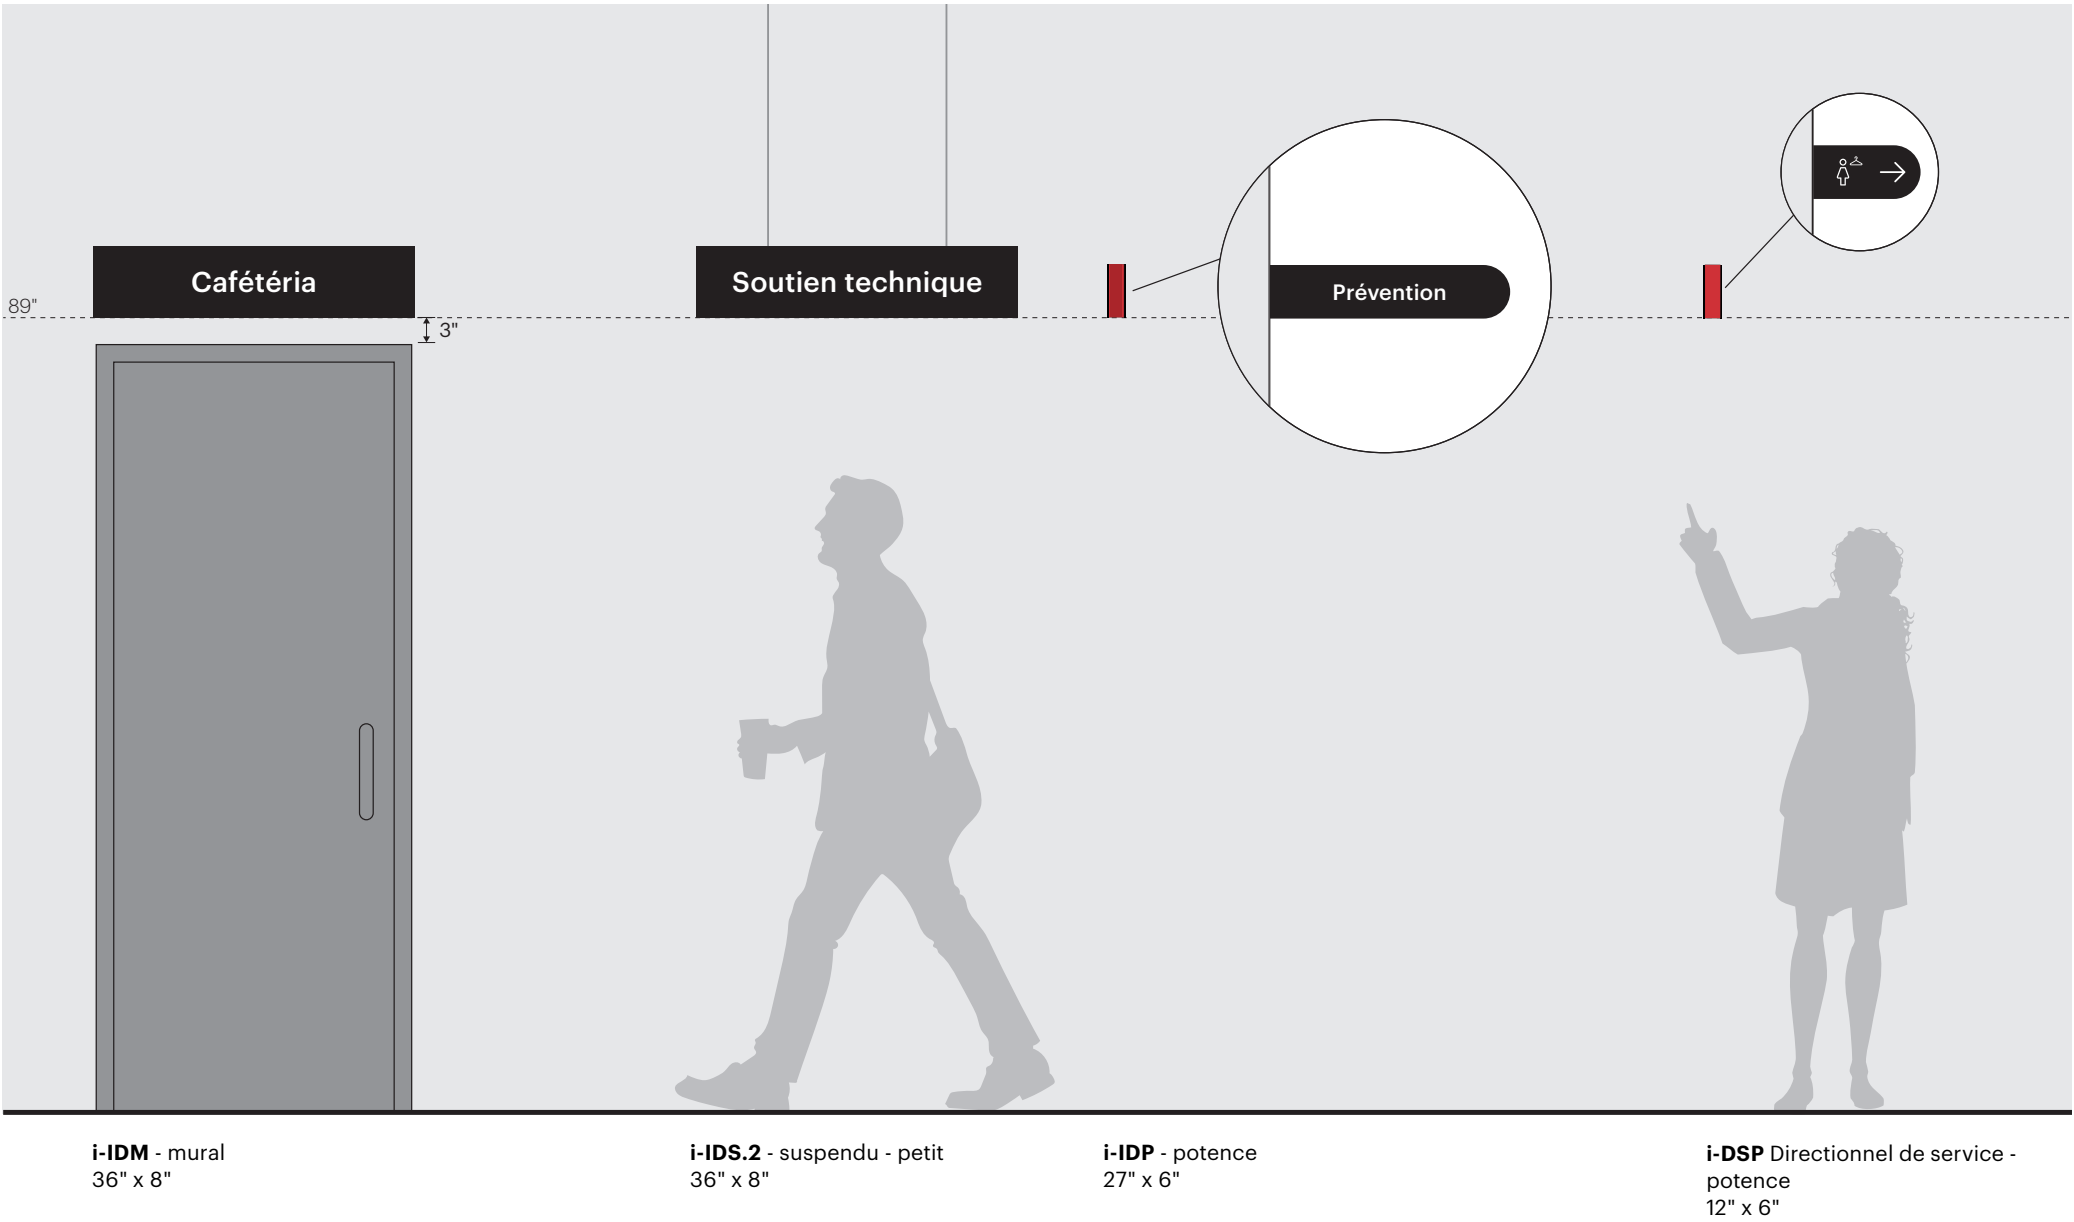 Cafétéria
Soutien technique
Prévention
89"
3"
i-IDM - mural
36" x 8"
i-IDS.2 - suspendu - petit
36" x 8"
i-IDP - potence
27" x 6"
i-DSP Directionnel de service -
potence
12" x 6"